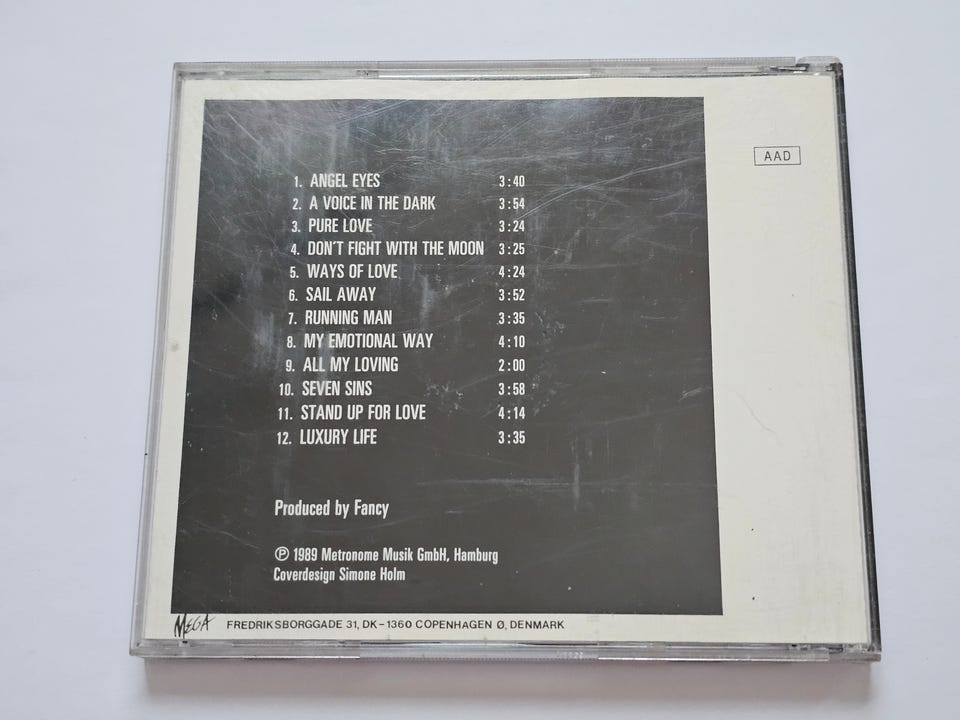 AAD
1. ANGEL EYES 3:40
2. A VOICE IN THE DARK 3:54
3. PURE LOVE 3:24
4. DON'T FIGHT WITH THE MOON 3:25
5. WAYS OF LOVE 4:24
6. SAIL AWAY 3:52
7. RUNNING MAN 3:35
8. MY EMOTIONAL WAY 4:10
9. ALL MY LOVING 2:00
10. SEVEN SINS 3:58
11. STAND UP FOR LOVE 4:14
12. LUXURY LIFE 3:35
Produced by Fancy
℗ 1989 Metronome Musik GmbH, Hamburg
Coverdesign Simone Holm
MEGA FREDRIKSBORGGADE 31, DK-1360 COPENHAGEN Ø, DENMARK